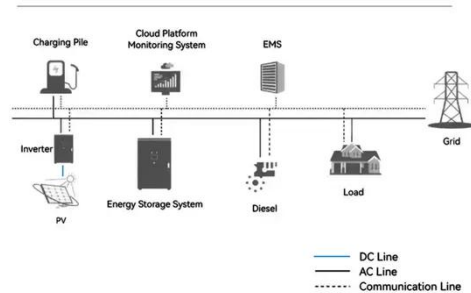 Charging Pile
Cloud Platform
Monitoring System
EMS
Grid
Inverter
PV
Energy Storage System
Diesel
Load
DC Line
AC Line
Communication Line